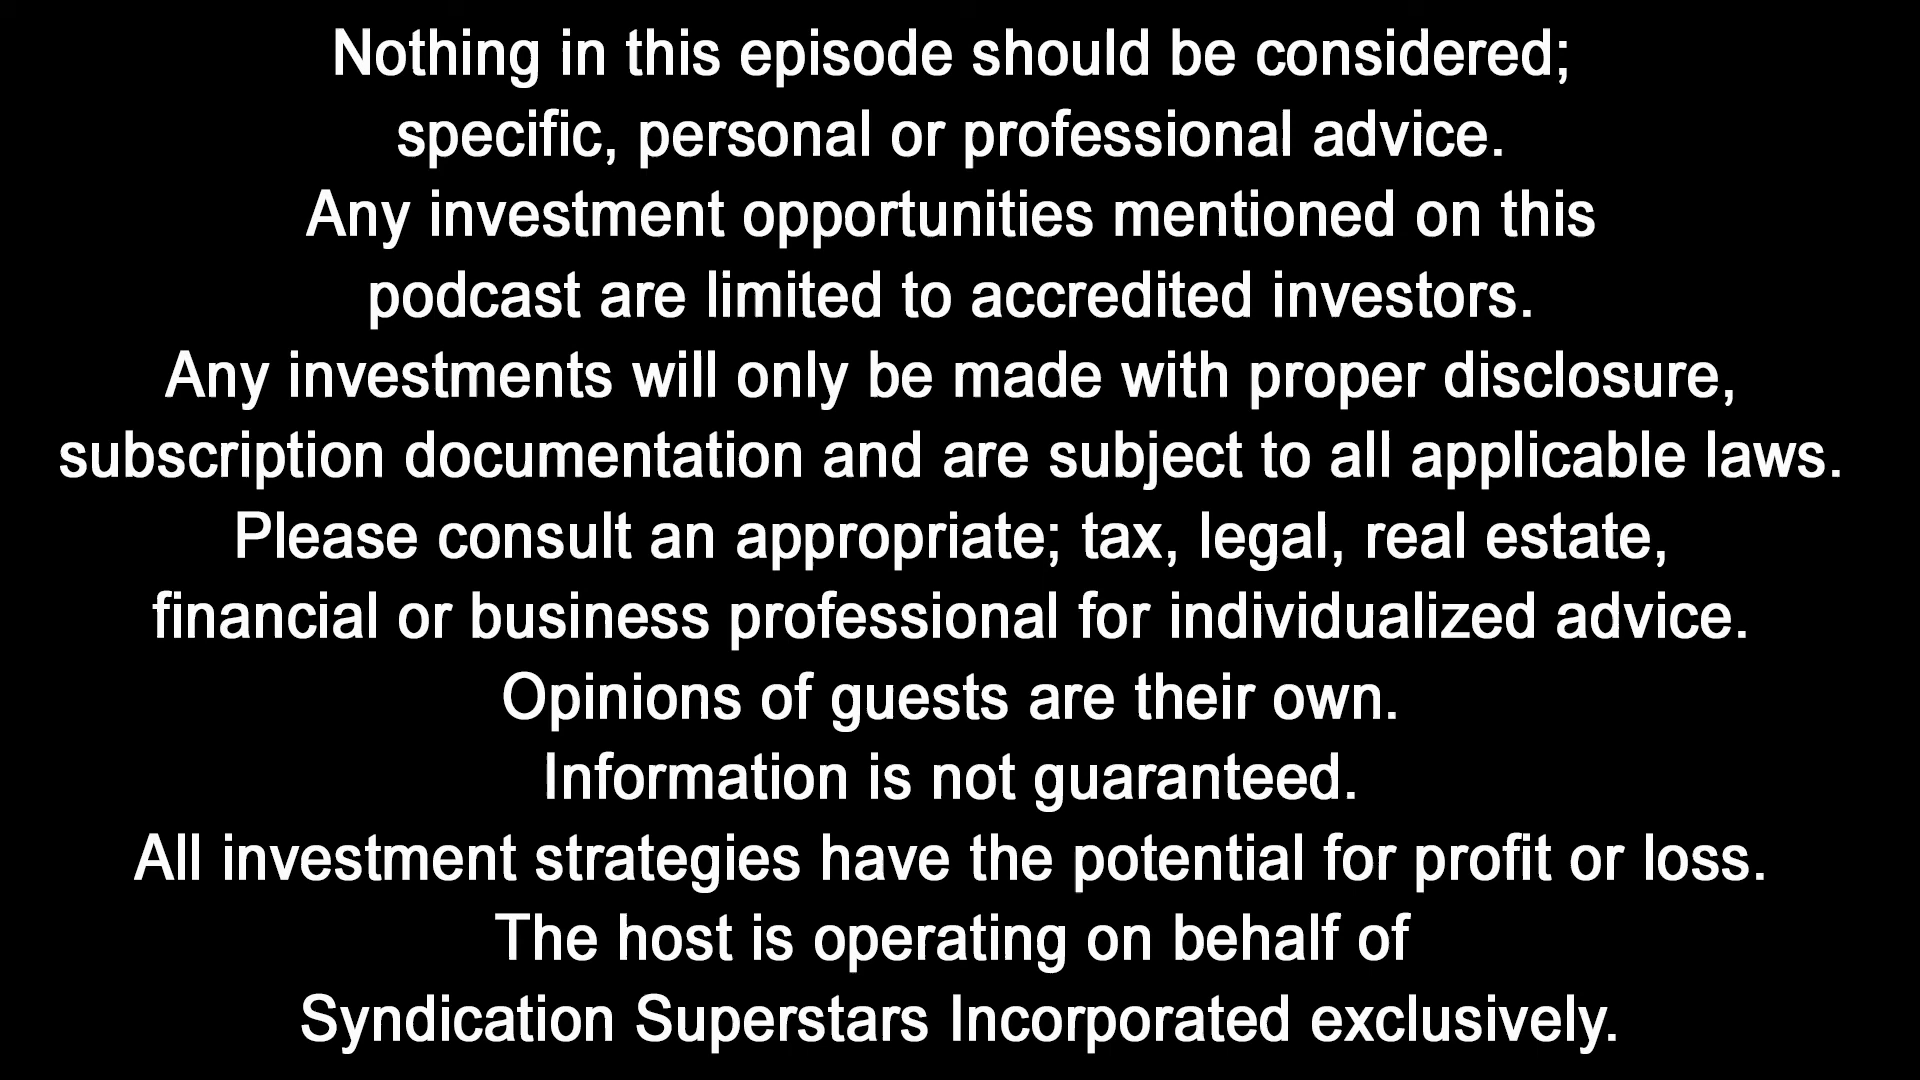 Nothing in this episode should be considered;
specific, personal or professional advice.
Any investment opportunities mentioned on this
podcast are limited to accredited investors.
Any investments will only be made with proper disclosure,
subscription documentation and are subject to all applicable laws.
Please consult an appropriate; tax, legal, real estate,
financial or business professional for individualized advice.
Opinions of guests are their own.
Information is not guaranteed.
All investment strategies have the potential for profit or loss.
The host is operating on behalf of
Syndication Superstars Incorporated exclusively.